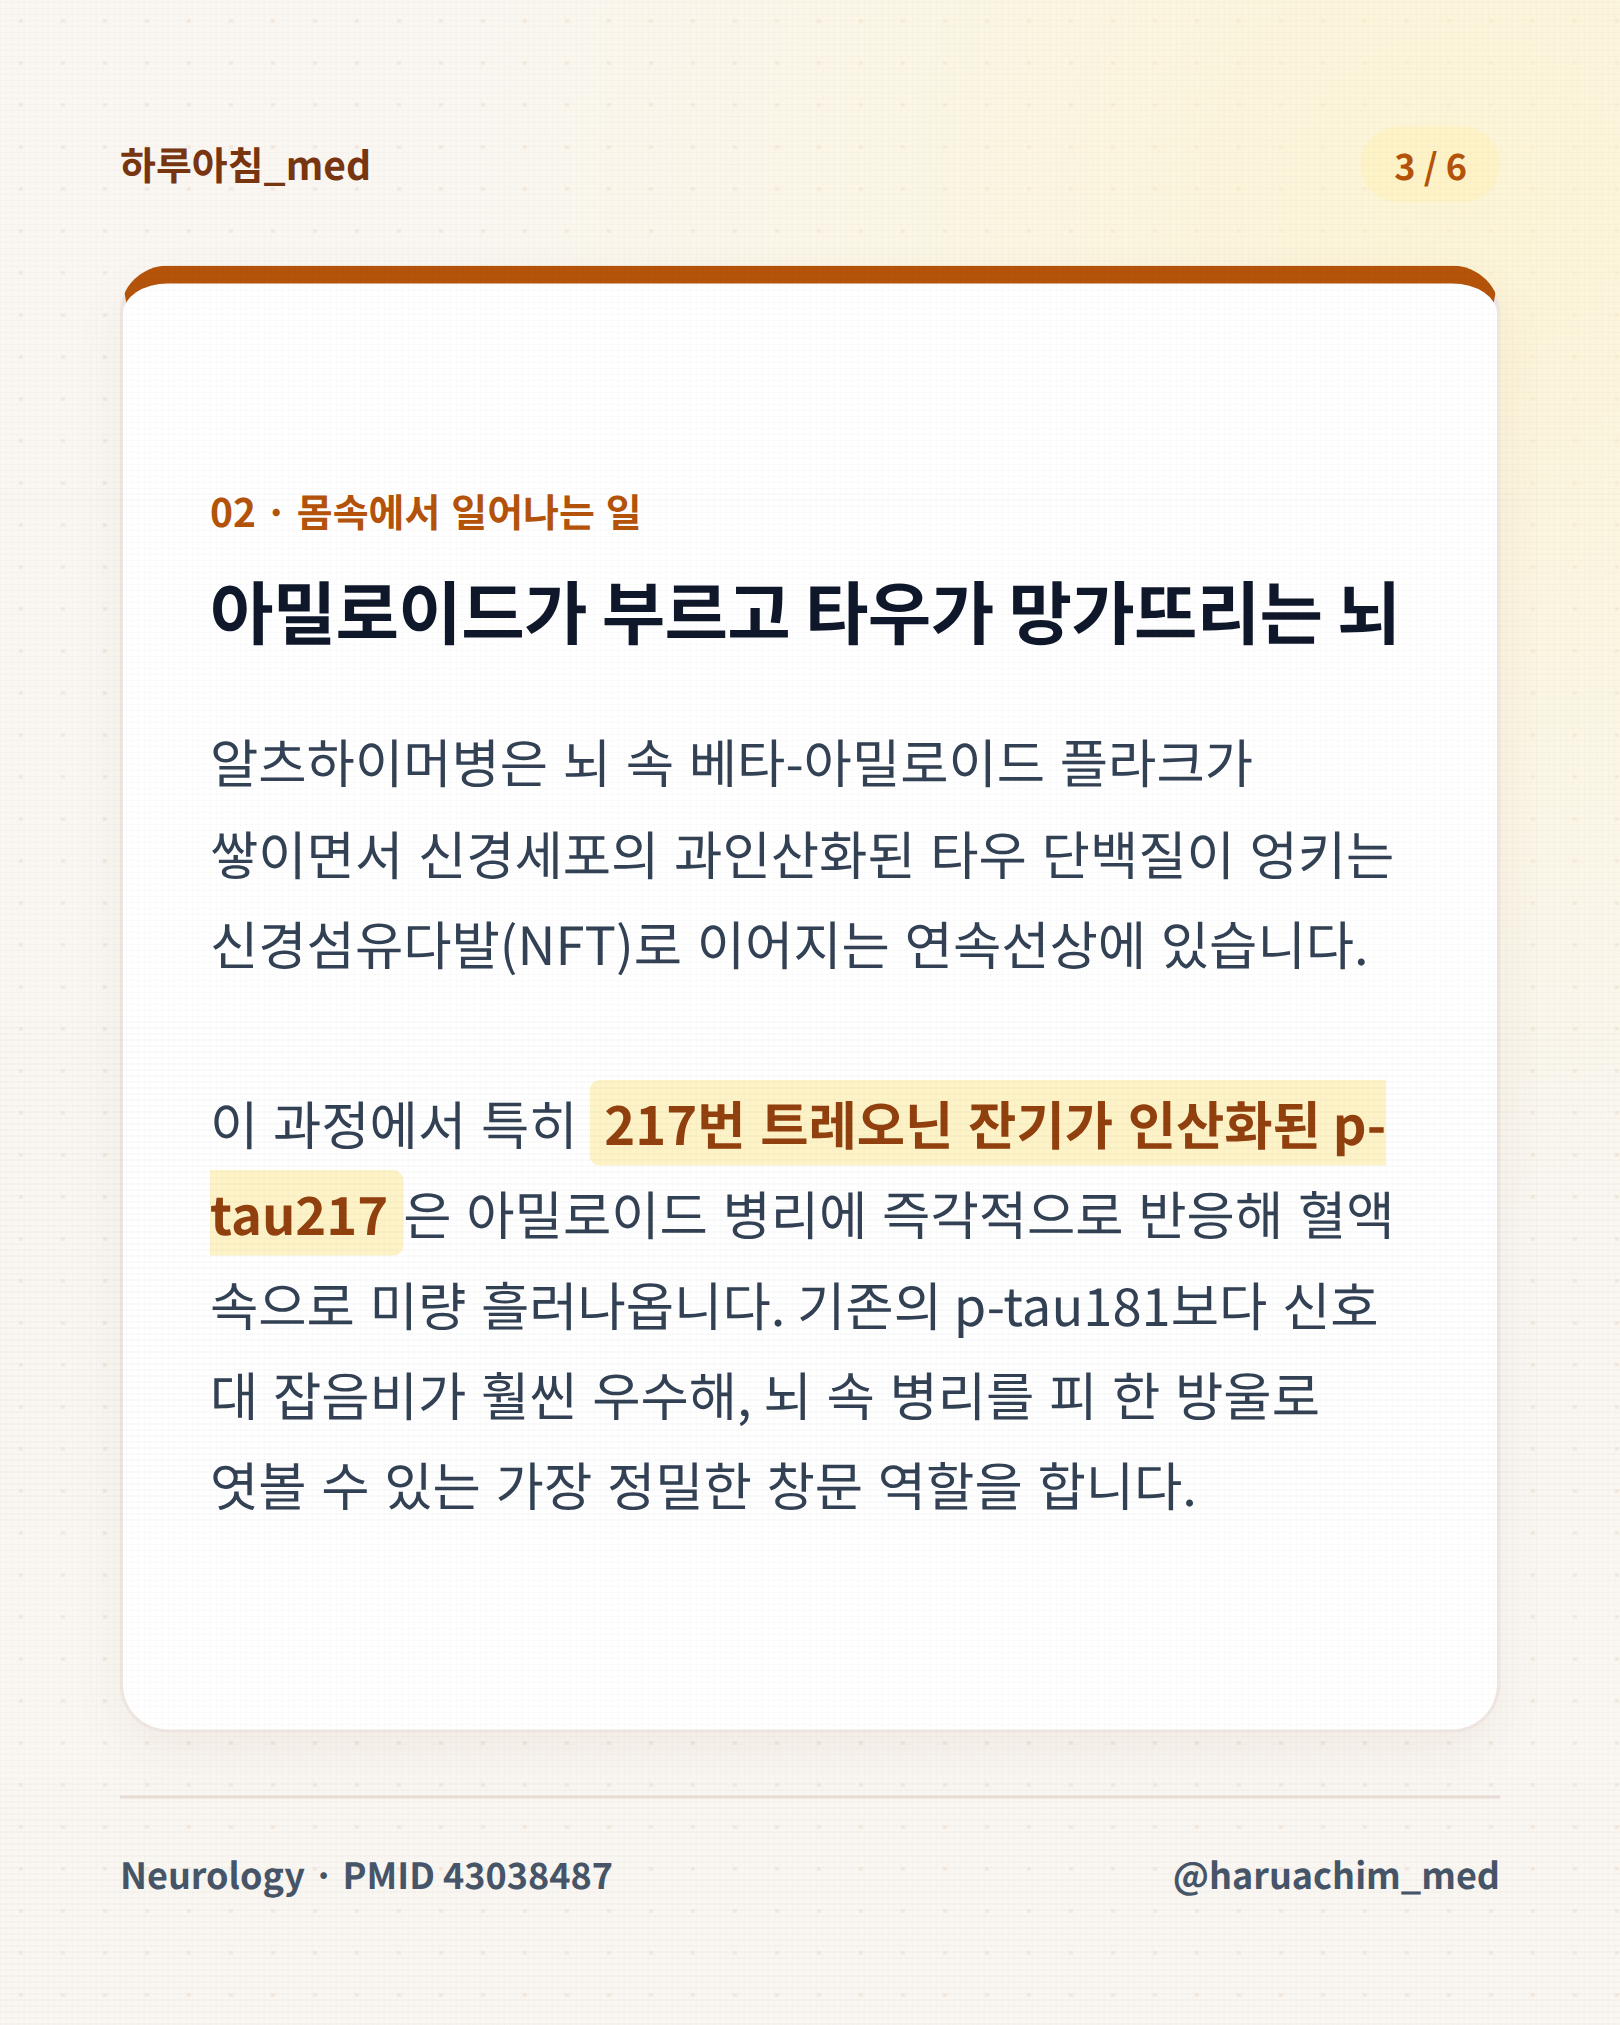 하루아침_med
3 / 6
02 · 몸속에서 일어나는 일
아밀로이드가 부르고 타우가 망가뜨리는 뇌
알츠하이머병은 뇌 속 베타-아밀로이드 플라크가
쌓이면서 신경세포의 과인산화된 타우 단백질이 엉키는
신경섬유다발(NFT)로 이어지는 연속선상에 있습니다.
이 과정에서 특히 217번 트레오닌 잔기가 인산화된 p-
tau217은 아밀로이드 병리에 즉각적으로 반응해 혈액
속으로 미량 흘러나옵니다. 기존의 p-tau181보다 신호
대 잡음비가 훨씬 우수해, 뇌 속 병리를 피 한 방울로
엿볼 수 있는 가장 정밀한 창문 역할을 합니다.
Neurology · PMID 43038487
@haruachim_med